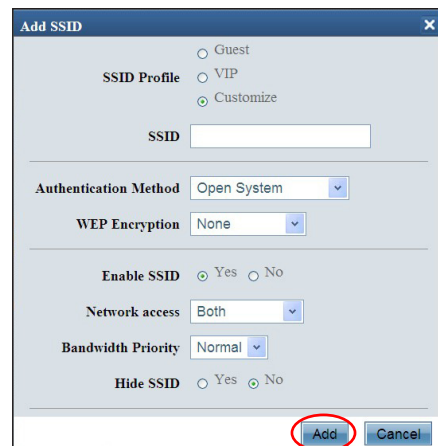 Add SSID ×
Guest
SSID Profile VIP
Customize
SSID
Authentication Method Open System
WEP Encryption None
Enable SSID Yes No
Network access Both
Bandwidth Priority Normal
Hide SSID Yes No
Add Cancel